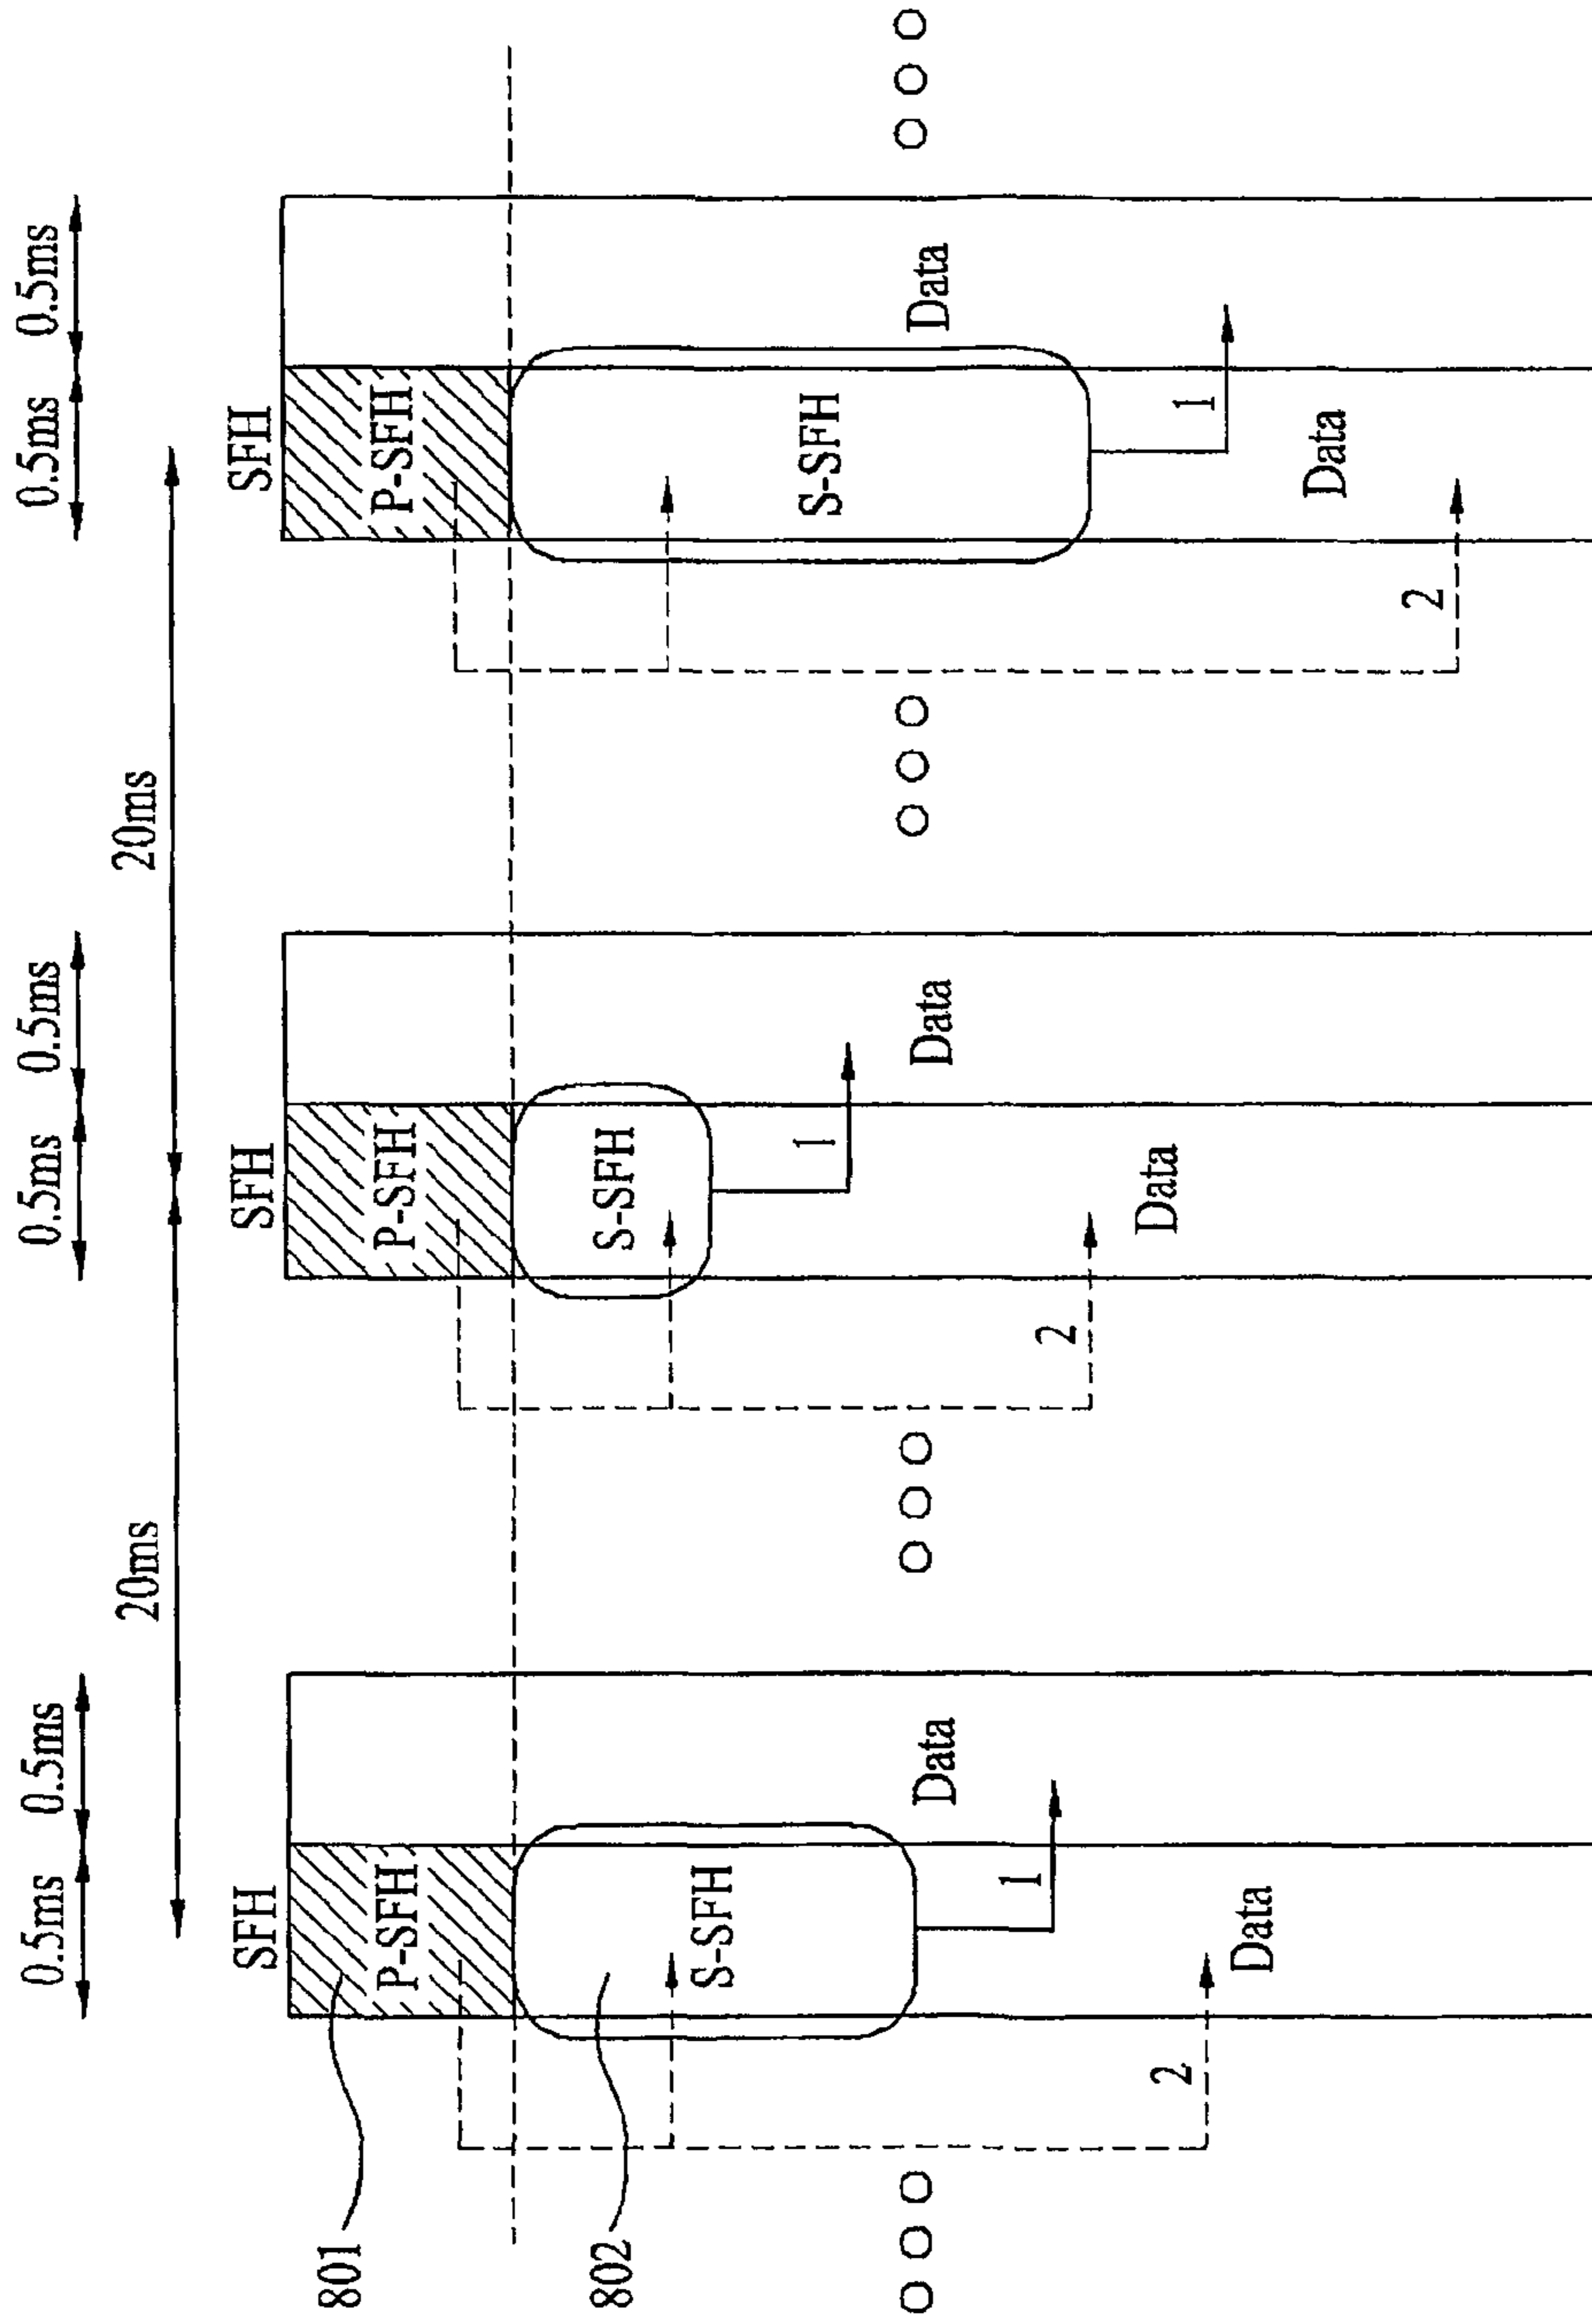 0.5ms 0.5ms 0.5ms 0.5ms 0.5ms 0.5ms
20ms 20ms
SFH SFH SFH
801
P-SFH P-SFH P-SFH
802
S-SFH S-SFH S-SFH
Data Data Data
1 1 1
2 2 2
Data Data Data